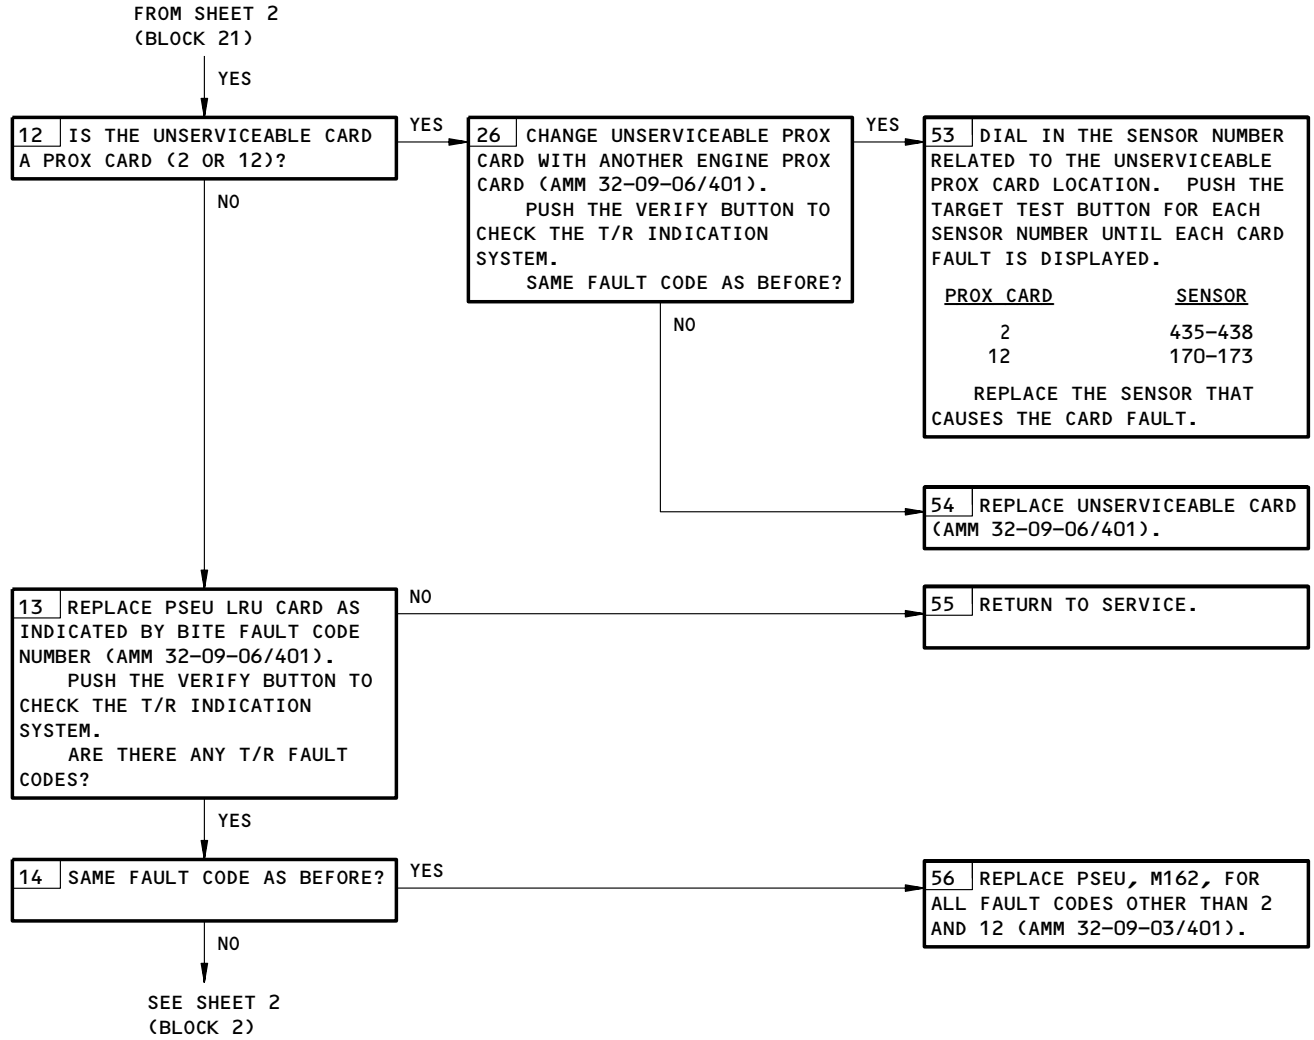 FROM SHEET 2
(BLOCK 21)
YES
12 IS THE UNSERVICEABLE CARD
A PROX CARD (2 OR 12)?
YES
NO
26 CHANGE UNSERVICEABLE PROX
CARD WITH ANOTHER ENGINE PROX
CARD (AMM 32-09-06/401).
PUSH THE VERIFY BUTTON TO
CHECK THE T/R INDICATION
SYSTEM.
SAME FAULT CODE AS BEFORE?
YES
NO
53 DIAL IN THE SENSOR NUMBER
RELATED TO THE UNSERVICEABLE
PROX CARD LOCATION. PUSH THE
TARGET TEST BUTTON FOR EACH
SENSOR NUMBER UNTIL EACH CARD
FAULT IS DISPLAYED.
PROX CARD SENSOR
2 435-438
12 170-173
REPLACE THE SENSOR THAT
CAUSES THE CARD FAULT.
54 REPLACE UNSERVICEABLE CARD
(AMM 32-09-06/401).
13 REPLACE PSEU LRU CARD AS
INDICATED BY BITE FAULT CODE
NUMBER (AMM 32-09-06/401).
PUSH THE VERIFY BUTTON TO
CHECK THE T/R INDICATION
SYSTEM.
ARE THERE ANY T/R FAULT
CODES?
NO
55 RETURN TO SERVICE.
YES
14 SAME FAULT CODE AS BEFORE?
YES
56 REPLACE PSEU, M162, FOR
ALL FAULT CODES OTHER THAN 2
AND 12 (AMM 32-09-03/401).
NO
SEE SHEET 2
(BLOCK 2)